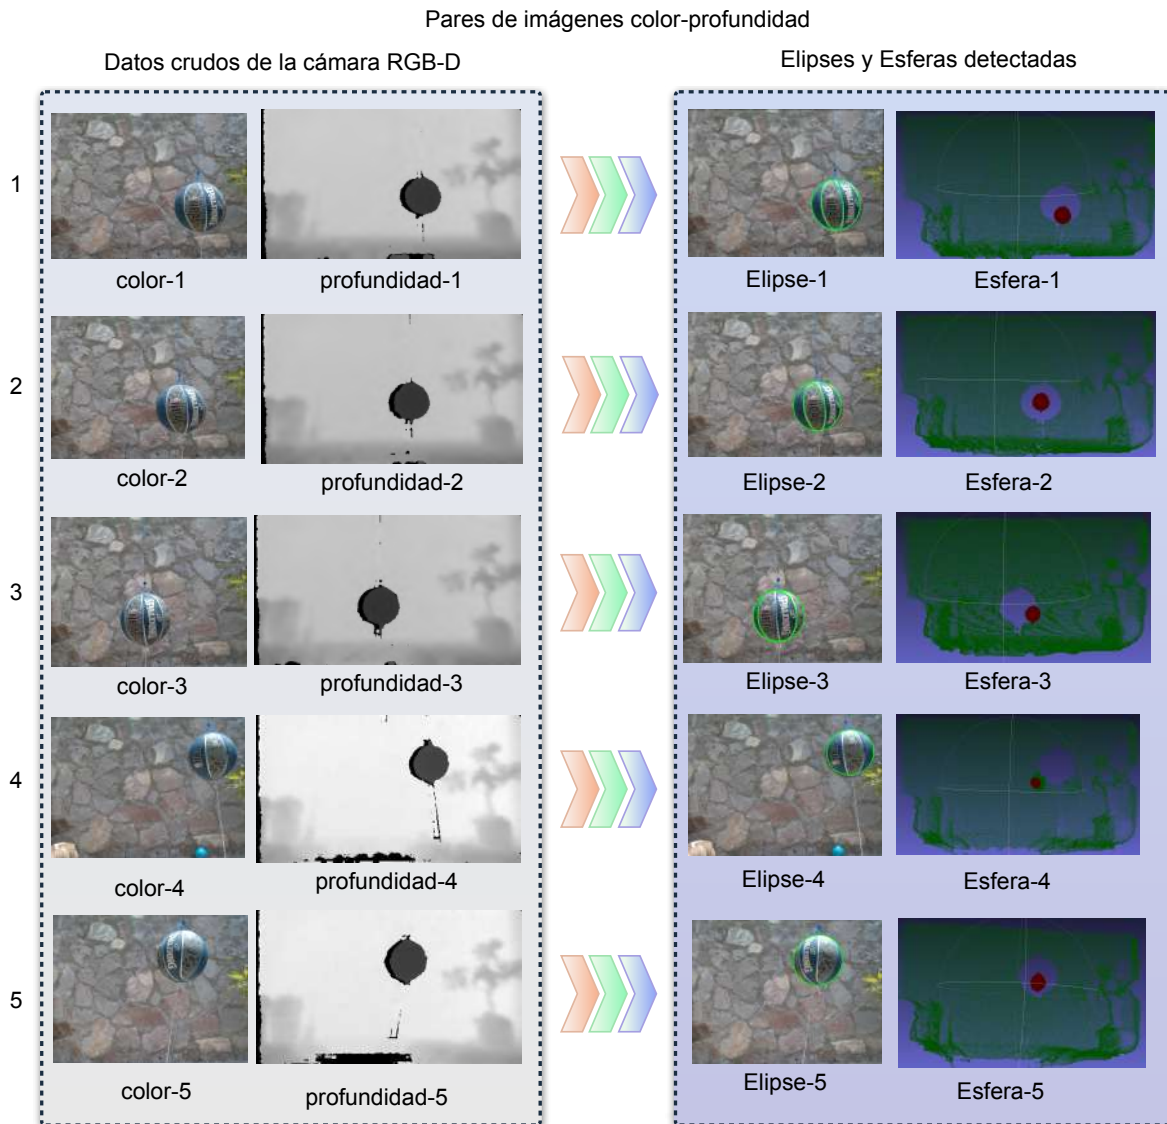 Pares de imágenes color-profundidad
Datos crudos de la cámara RGB-D
Elipses y Esferas detectadas
1
color-1
profundidad-1
Elipse-1
Esfera-1
2
color-2
profundidad-2
Elipse-2
Esfera-2
3
color-3
profundidad-3
Elipse-3
Esfera-3
4
color-4
profundidad-4
Elipse-4
Esfera-4
5
color-5
profundidad-5
Elipse-5
Esfera-5